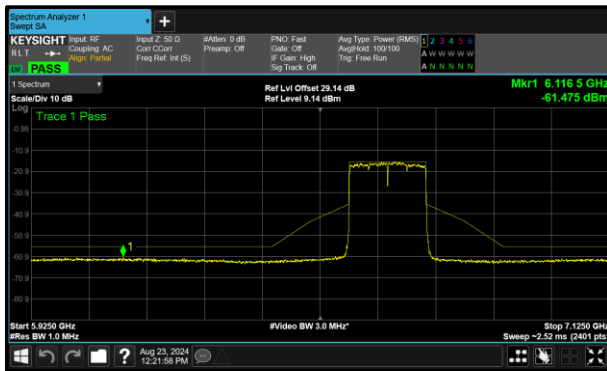 Spectrum Analyzer 1
Swept SA
+
KEYSIGHT
RLT
PASS
Input: RF
Coupling: AC
Align: Partial
Input Z: 50 Ω
Corr CCorr
Freq Ref: Int (S)
#Atten: 0 dB
Preamp: Off
PNO: Fast
Gate: Off
IF Gain: High
Sig Track: Off
Avg Type: Power (RMS)
Avg|Hold: 100/100
Trig: Free Run
1 2 3 4 5 6
A W W W W W
A N N N N N
1 Spectrum
Scale/Div 10 dB
Log
Ref Lvl Offset 29.14 dB
Ref Level 9.14 dBm
Mkr1 6.116 5 GHz
-61.475 dBm
Trace 1 Pass
-0.86
-10.9
-20.9
-30.9
-40.9
-50.9
-60.9
-70.9
-80.9
1
Start 5.9250 GHz
#Res BW 1.0 MHz
#Video BW 3.0 MHz*
Stop 7.1250 GHz
Sweep ~2.52 ms (2401 pts)
?
Aug 23, 2024
12:21:58 PM